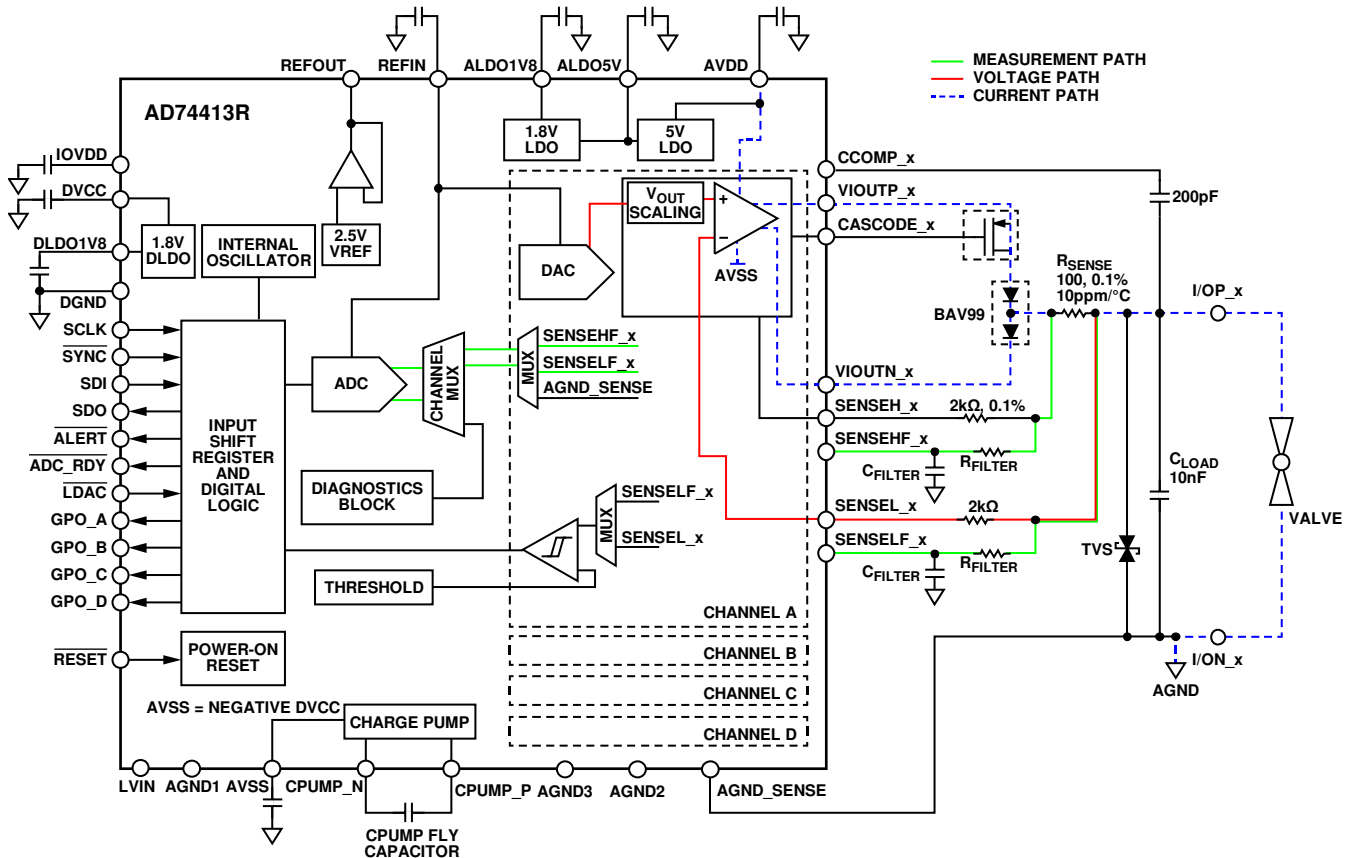 REFOUT
REFIN
ALDO1V8
ALDO5V
AVDD
MEASUREMENT PATH
VOLTAGE PATH
CURRENT PATH
AD74413R
1.8V
LDO
5V
LDO
IOVDD
DVCC
DLDO1V8
DGND
1.8V
DLDO
INTERNAL
OSCILLATOR
2.5V
VREF
CCOMP_x
VIOUTP_x
CASCODE_x
200pF
VOUT
SCALING
+
–
AVSS
DAC
RSENSE
100, 0.1%
10ppm/°C
I/OP_x
BAV99
SCLK
SYNC
SDI
SDO
ALERT
ADC_RDY
LDAC
GPO_A
GPO_B
GPO_C
GPO_D
RESET
INPUT
SHIFT
REGISTER
AND
DIGITAL
LOGIC
ADC
CHANNEL
MUX
MUX
SENSEHF_x
SENSELF_x
AGND_SENSE
VIOUTN_x
SENSEH_x
2kΩ, 0.1%
SENSEHF_x
CFILTER
RFILTER
DIAGNOSTICS
BLOCK
MUX
SENSELF_x
SENSEL_x
SENSEL_x
2kΩ
SENSELF_x
CFILTER
RFILTER
CLOAD
10nF
VALVE
TVS
THRESHOLD
CHANNEL A
CHANNEL B
CHANNEL C
CHANNEL D
POWER-ON
RESET
I/ON_x
AGND
AVSS = NEGATIVE DVCC
CHARGE PUMP
LVIN
AGND1
AVSS
CPUMP_N
CPUMP_P
AGND3
AGND2
AGND_SENSE
CPUMP FLY
CAPACITOR